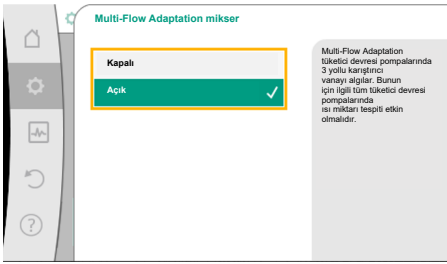 Multi-Flow Adaptation mikser
Kapalı
Açık
Multi-Flow Adaptation
tüketici devresi pompalarında
3 yollu karıştırıcı
vanayı algılar. Bunun
için ilgili tüm tüketici devresi
pompalarında
ısı miktarı tespiti etkin
olmalıdır.